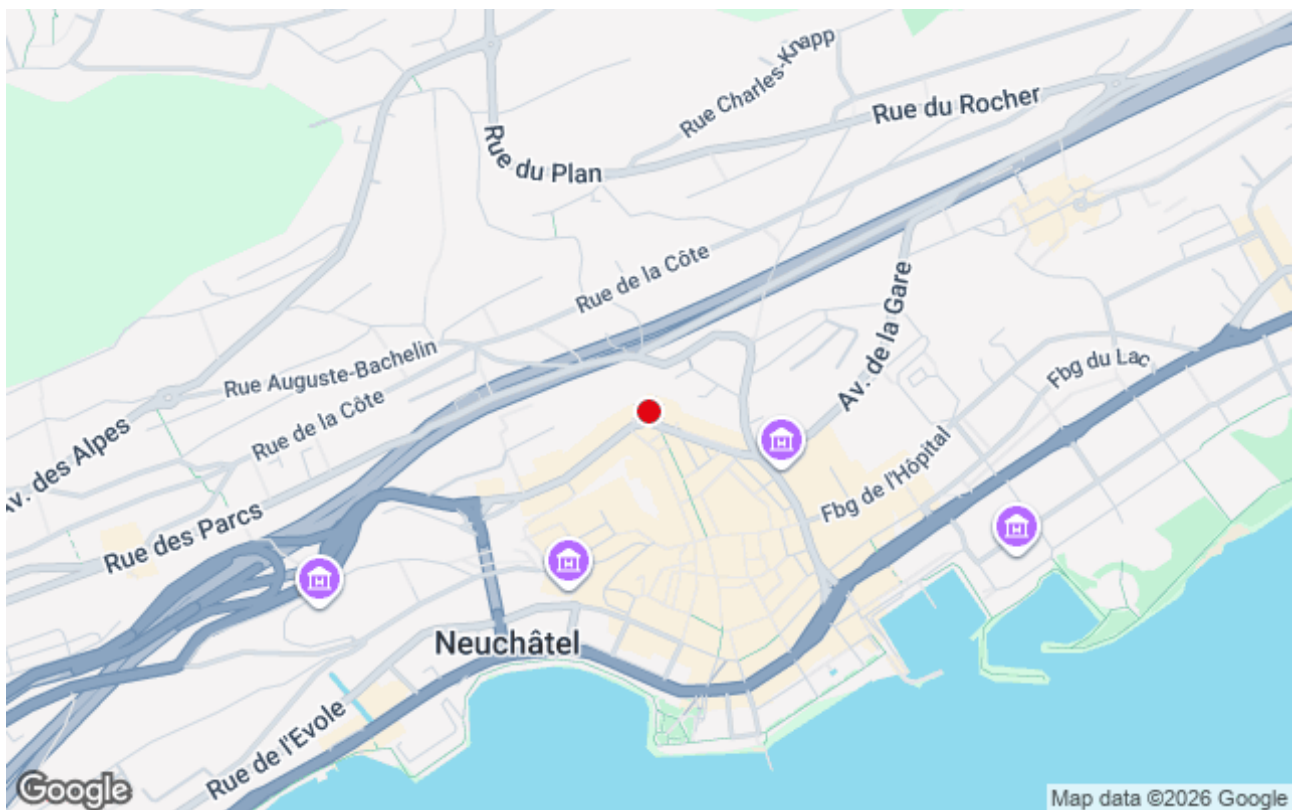 Rue Charles-Knapp
Rue du Rocher
Rue du Plan
Rue de la Côte
Av. de la Gare
Fbg du Lac
Rue Auguste-Bachelin
Rue de la Côte
Av. des Alpes
Fbg de l'Hôpital
Rue des Parcs
Neuchâtel
Rue de l'Evole
Google
Map data ©2026 Google